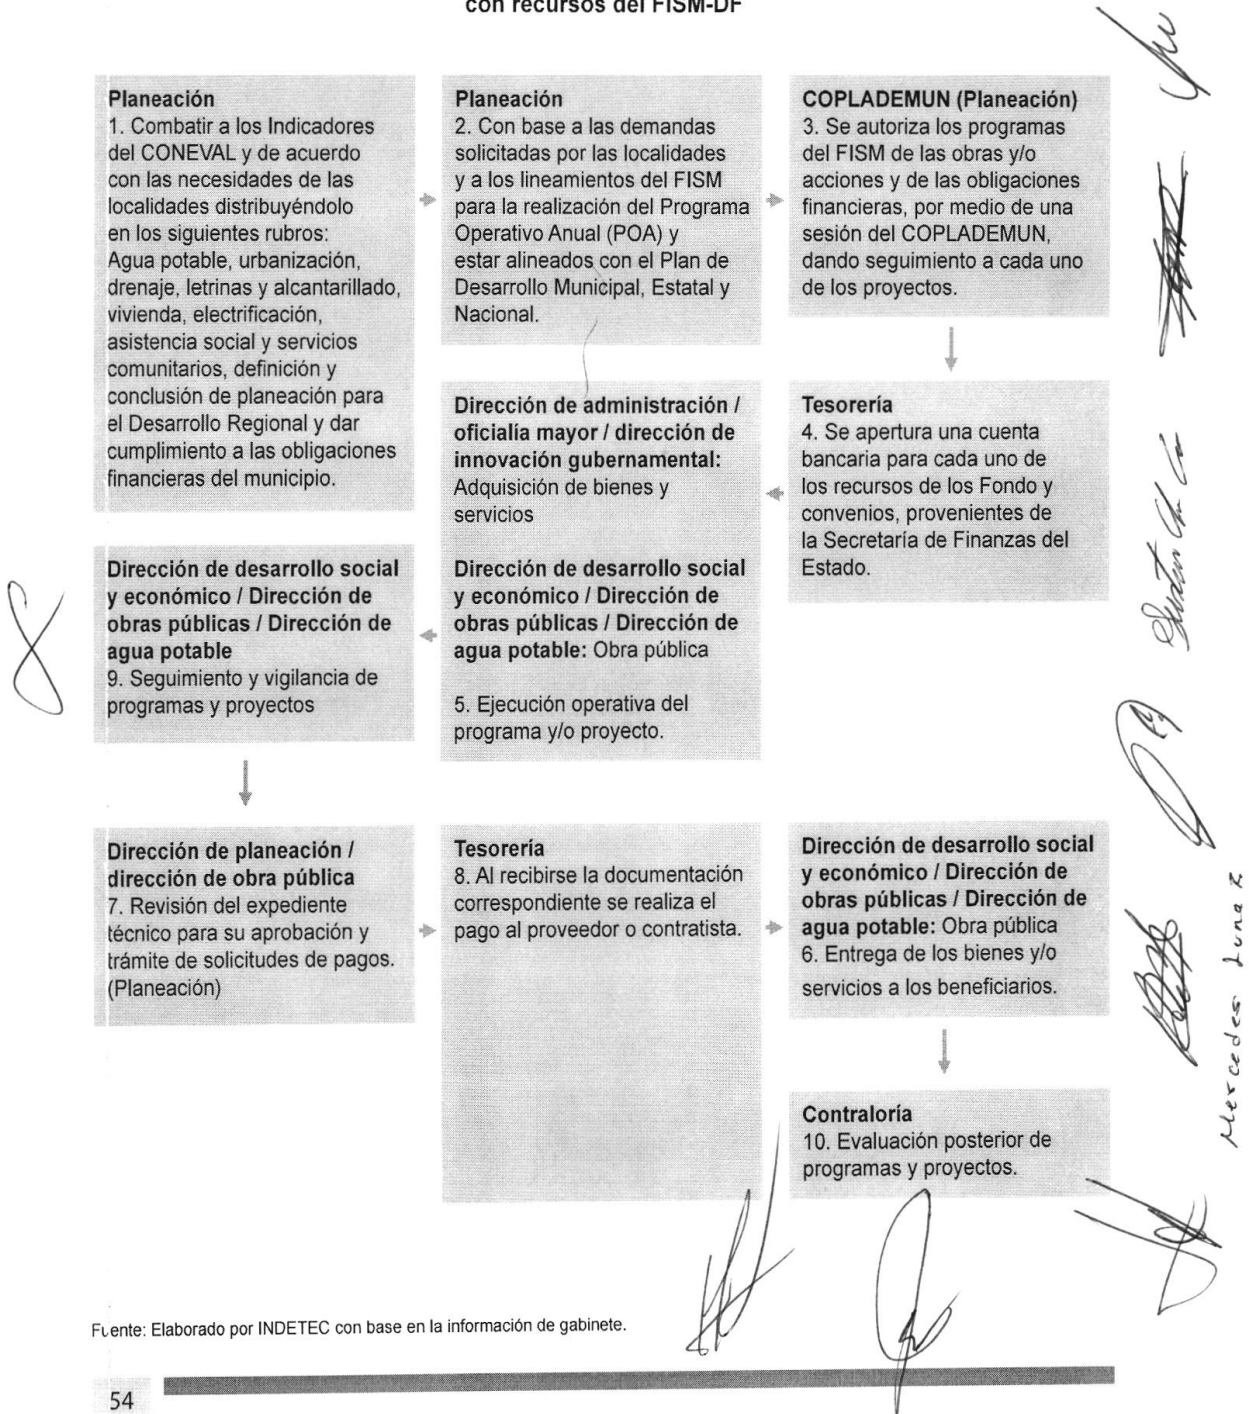 con recursos del FISM-DF
Planeación
1. Combatir a los Indicadores
del CONEVAL y de acuerdo
con las necesidades de las
localidades distribuyéndolo
en los siguientes rubros:
Agua potable, urbanización,
drenaje, letrinas y alcantarillado,
vivienda, electrificación,
asistencia social y servicios
comunitarios, definición y
conclusión de planeación para
el Desarrollo Regional y dar
cumplimiento a las obligaciones
financieras del municipio.
Planeación
2. Con base a las demandas
solicitadas por las localidades
y a los lineamientos del FISM
para la realización del Programa
Operativo Anual (POA) y
estar alineados con el Plan de
Desarrollo Municipal, Estatal y
Nacional.
COPLADEMUN (Planeación)
3. Se autoriza los programas
del FISM de las obras y/o
acciones y de las obligaciones
financieras, por medio de una
sesión del COPLADEMUN,
dando seguimiento a cada uno
de los proyectos.
Tesorería
4. Se apertura una cuenta
bancaria para cada uno de
los recursos de los Fondo y
convenios, provenientes de
la Secretaría de Finanzas del
Estado.
Dirección de administración /
oficialía mayor / dirección de
innovación gubernamental:
Adquisición de bienes y
servicios
Dirección de desarrollo social
y económico / Dirección de
obras públicas / Dirección de
agua potable: Obra pública
5. Ejecución operativa del
programa y/o proyecto.
Dirección de desarrollo social
y económico / Dirección de
obras públicas / Dirección de
agua potable
9. Seguimiento y vigilancia de
programas y proyectos
Dirección de planeación /
dirección de obra pública
7. Revisión del expediente
técnico para su aprobación y
trámite de solicitudes de pagos.
(Planeación)
Tesorería
8. Al recibirse la documentación
correspondiente se realiza el
pago al proveedor o contratista.
Dirección de desarrollo social
y económico / Dirección de
obras públicas / Dirección de
agua potable: Obra pública
6. Entrega de los bienes y/o
servicios a los beneficiarios.
Contraloría
10. Evaluación posterior de
programas y proyectos.
Mercedes Luna R
Fuente: Elaborado por INDETEC con base en la información de gabinete.
54